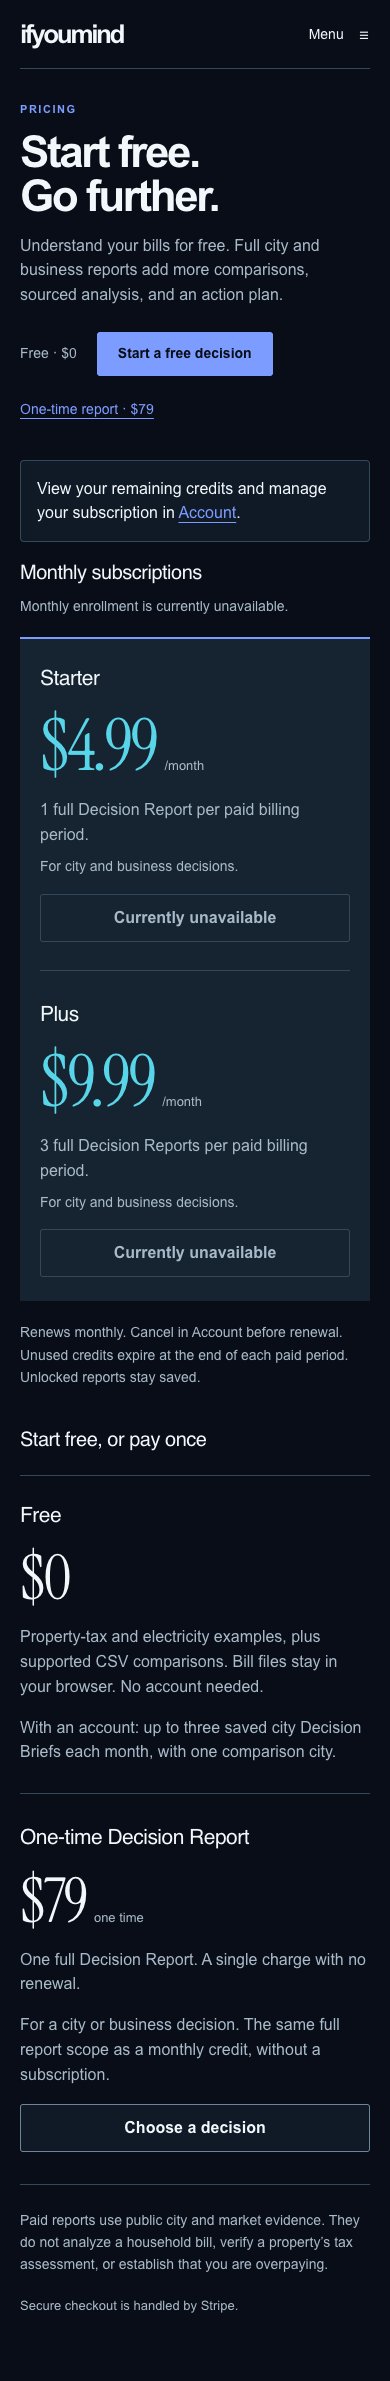 ifyoumind
Menu ≡
PRICING
Start free.
Go further.
Understand your bills for free. Full city and
business reports add more comparisons,
sourced analysis, and an action plan.
Free · $0
Start a free decision
One-time report · $79
View your remaining credits and manage
your subscription in Account.
Monthly subscriptions
Monthly enrollment is currently unavailable.
Starter
$4.99 /month
1 full Decision Report per paid billing
period.
For city and business decisions.
Currently unavailable
Plus
$9.99 /month
3 full Decision Reports per paid billing
period.
For city and business decisions.
Currently unavailable
Renews monthly. Cancel in Account before renewal.
Unused credits expire at the end of each paid period.
Unlocked reports stay saved.
Start free, or pay once
Free
$0
Property-tax and electricity examples, plus
supported CSV comparisons. Bill files stay in
your browser. No account needed.
With an account: up to three saved city Decision
Briefs each month, with one comparison city.
One-time Decision Report
$79 one time
One full Decision Report. A single charge with no
renewal.
For a city or business decision. The same full
report scope as a monthly credit, without a
subscription.
Choose a decision
Paid reports use public city and market evidence. They
do not analyze a household bill, verify a property's tax
assessment, or establish that you are overpaying.
Secure checkout is handled by Stripe.